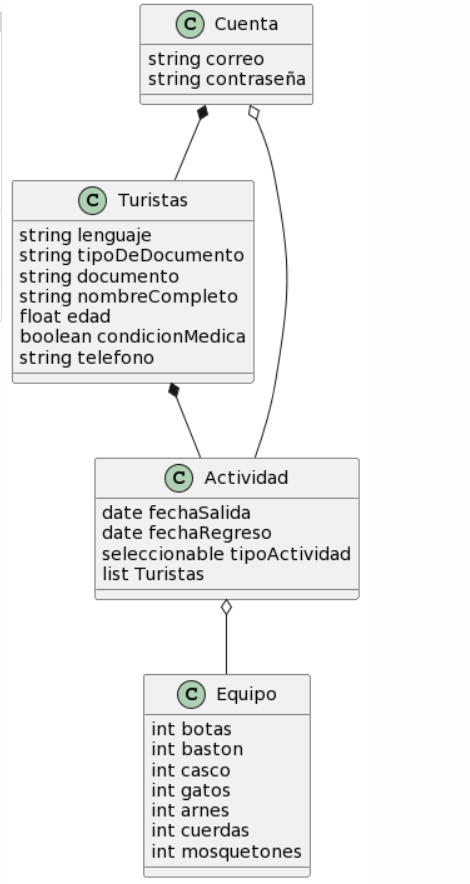 C Cuenta
string correo
string contraseña
C Turistas
string lenguaje
string tipoDeDocumento
string documento
string nombreCompleto
float edad
boolean condicionMedica
string telefono
C Actividad
date fechaSalida
date fechaRegreso
seleccionable tipoActividad
list Turistas
C Equipo
int botas
int baston
int casco
int gatos
int arnes
int cuerdas
int mosquetones